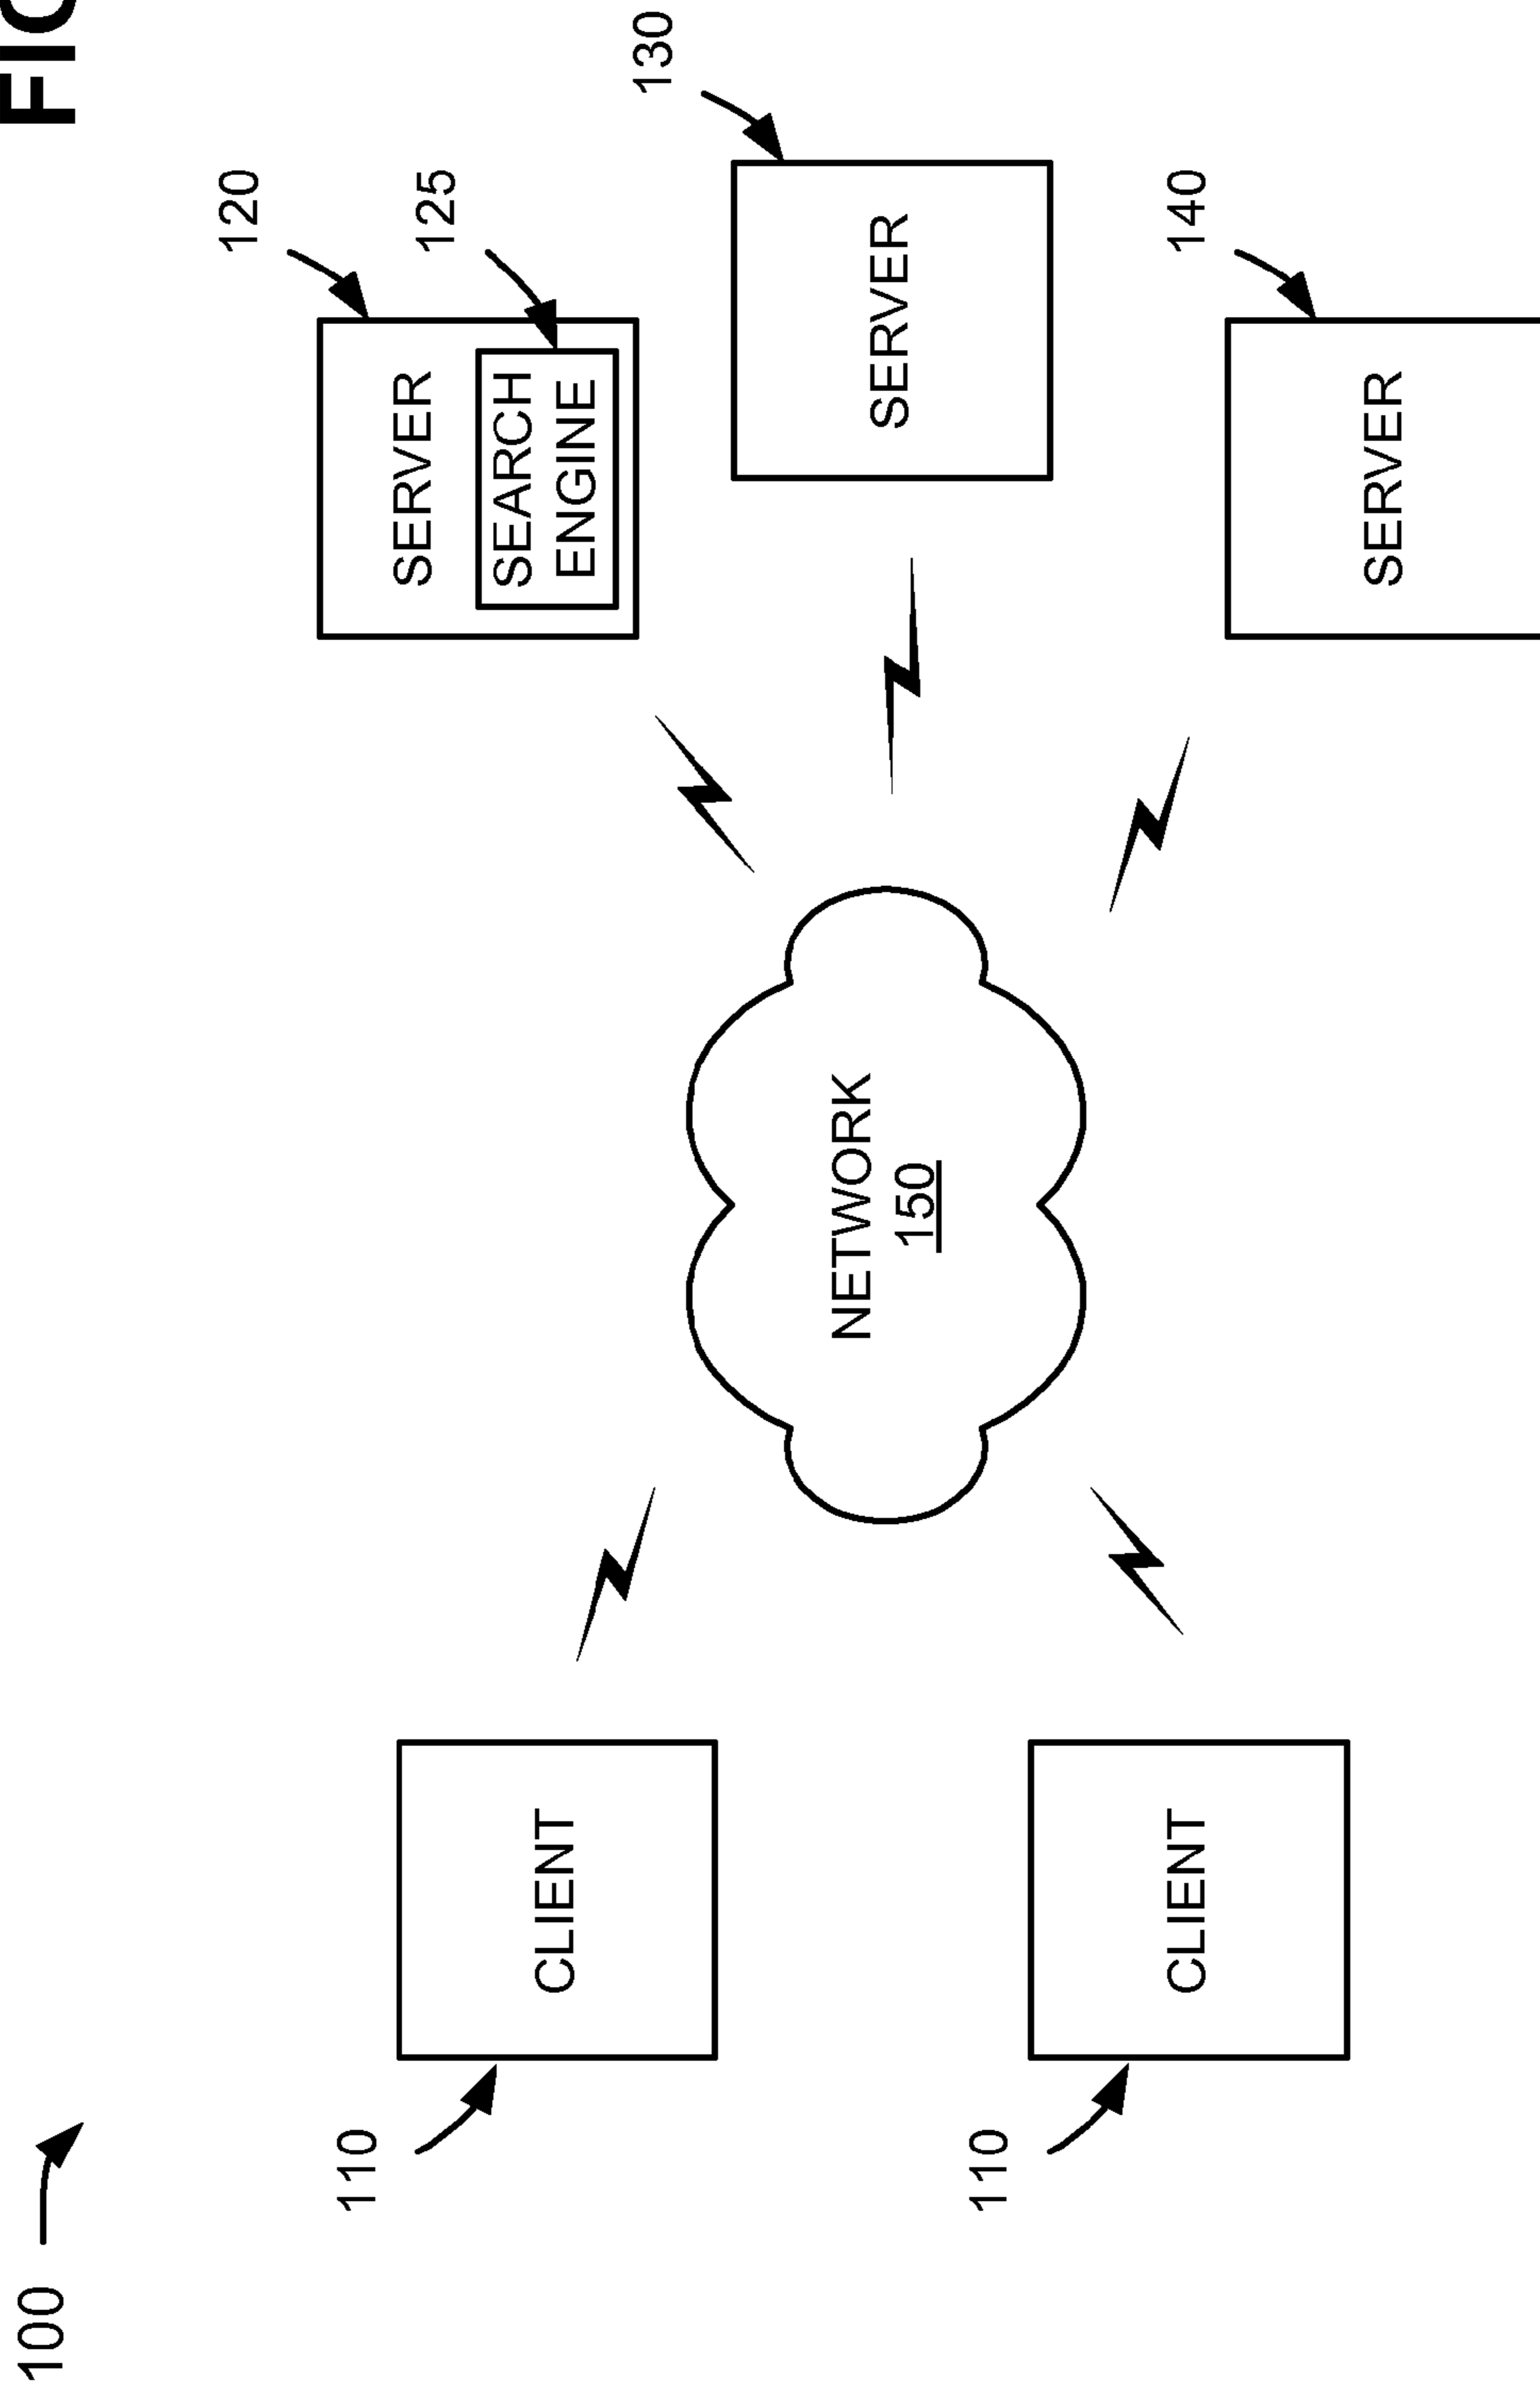 FIG
100
120
SERVER
125
SEARCH
ENGINE
110
CLIENT
130
SERVER
NETWORK
150
110
CLIENT
140
SERVER